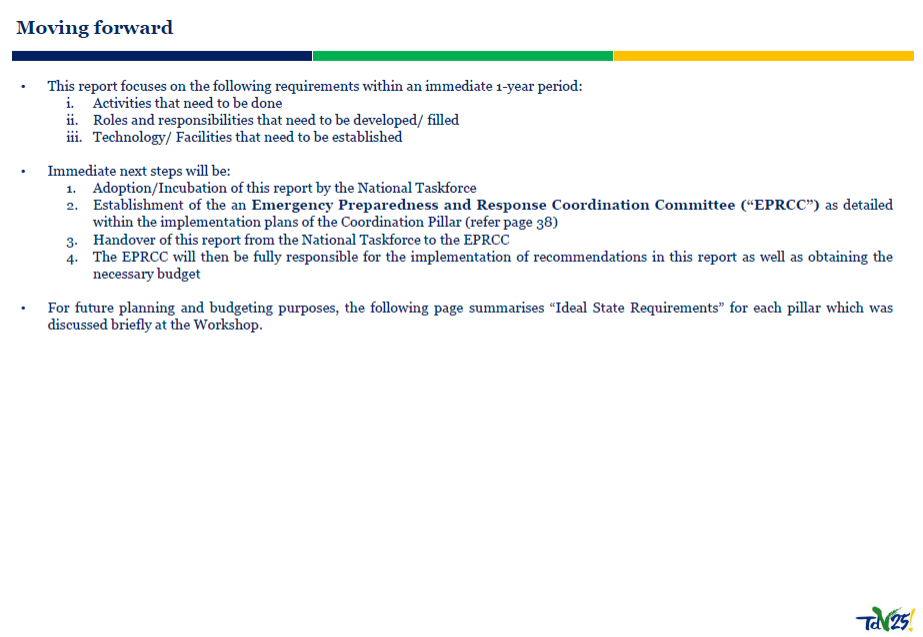 Moving forward
• This report focuses on the following requirements within an immediate 1-year period:
i. Activities that need to be done
ii. Roles and responsibilities that need to be developed/ filled
iii. Technology/ Facilities that need to be established
• Immediate next steps will be:
1. Adoption/Incubation of this report by the National Taskforce
2. Establishment of the an Emergency Preparedness and Response Coordination Committee (“EPRCC”) as detailed
within the implementation plans of the Coordination Pillar (refer page 38)
3. Handover of this report from the National Taskforce to the EPRCC
4. The EPRCC will then be fully responsible for the implementation of recommendations in this report as well as obtaining the
necessary budget
• For future planning and budgeting purposes, the following page summarises “Ideal State Requirements” for each pillar which was
discussed briefly at the Workshop.
TDV25!